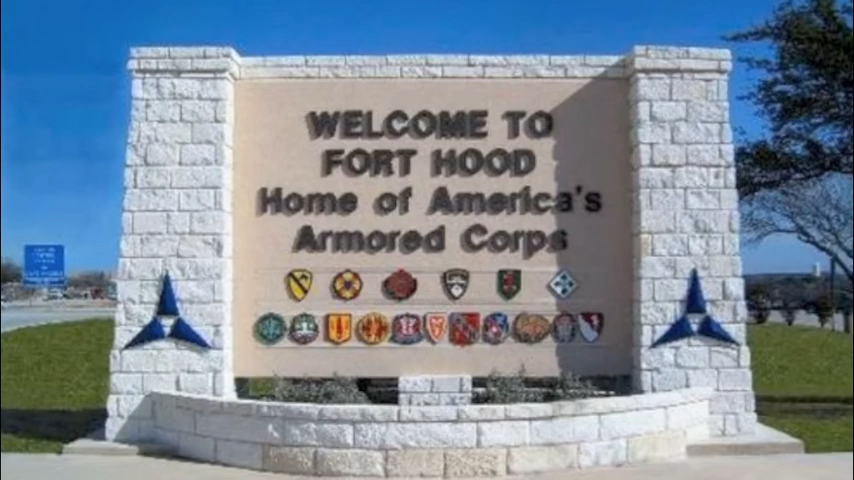 WELCOME TO
FORT HOOD
Home of America's
Armored Corps